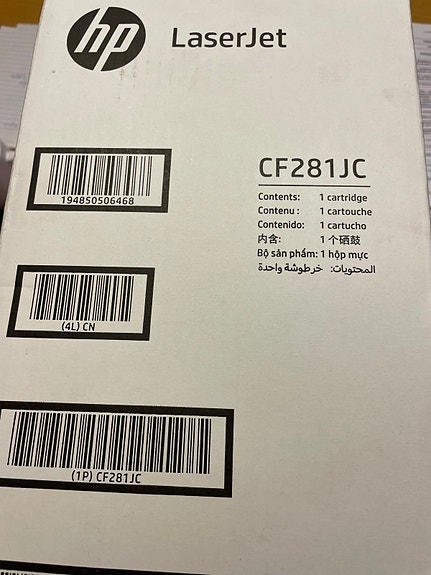 hp LaserJet
CF281JC
Contents: 1 cartridge
Contenu : 1 cartouche
Contenido: 1 cartucho
内含: 1 个硒鼓
Bộ sản phẩm: 1 hộp mực
المحتويات: خرطوشة واحدة
194850506468
(4L) CN
(1P) CF281JC